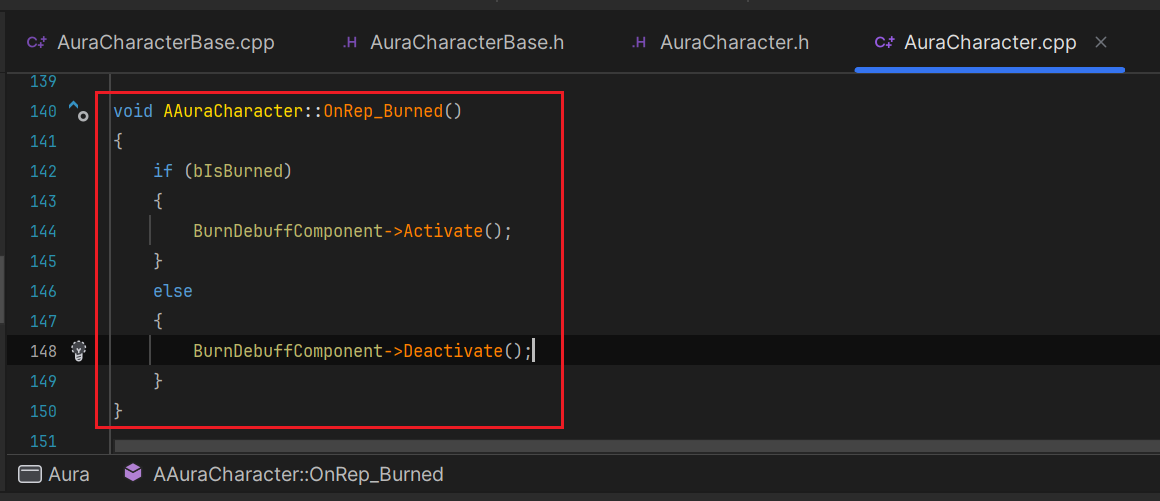 AuraCharacterBase.cpp .H AuraCharacterBase.h .H AuraCharacter.h AuraCharacter.cpp
139
140 void AAuraCharacter::OnRep_Burned()
141 {
142 if (bIsBurned)
143 {
144 BurnDebuffComponent->Activate();
145 }
146 else
147 {
148 BurnDebuffComponent->Deactivate();
149 }
150 }
151
Aura AAuraCharacter::OnRep_Burned